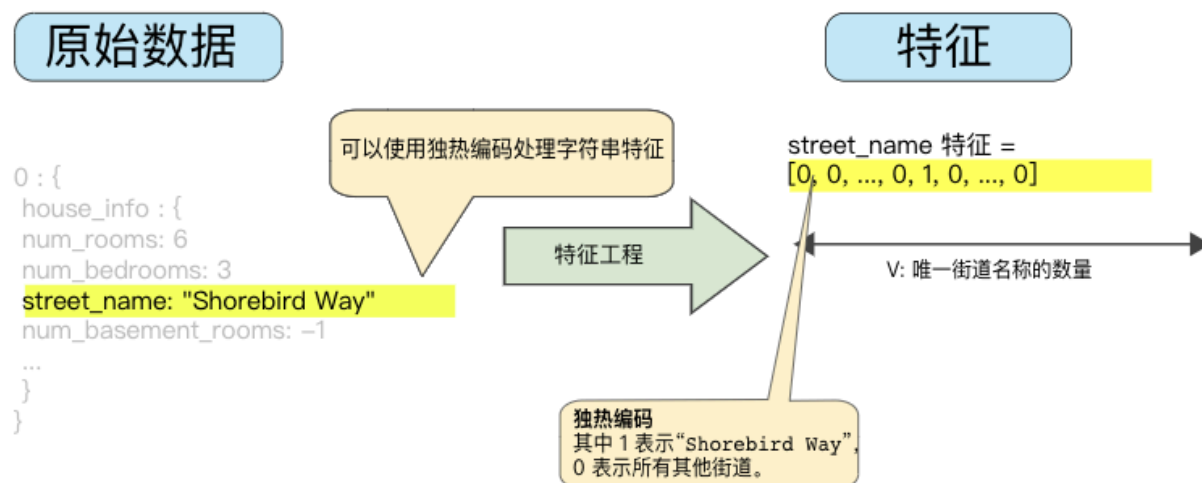 原始数据
特征
可以使用独热编码处理字符串特征
street_name 特征 =
[0, 0, ..., 0, 1, 0, ..., 0]
0 : {
house_info : {
num_rooms: 6
num_bedrooms: 3
street_name: "Shorebird Way"
num_basement_rooms: –1
...
}
}
特征工程
V: 唯一街道名称的数量
独热编码
其中 1 表示“Shorebird Way”,
0 表示所有其他街道。